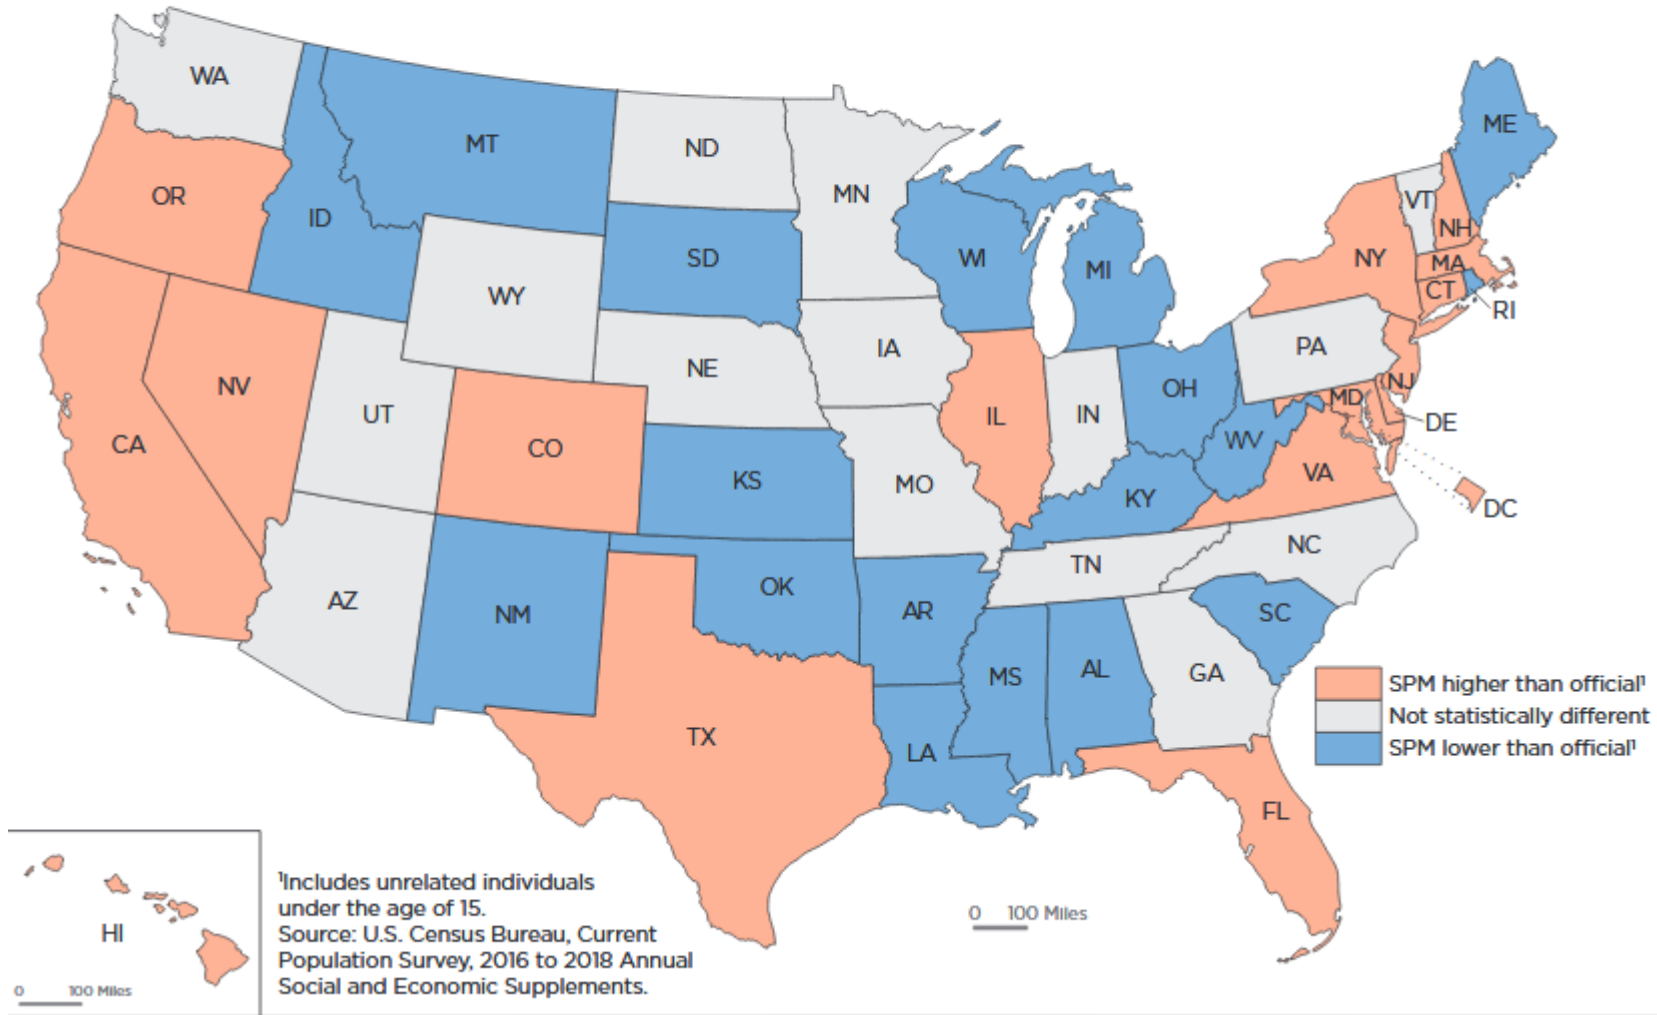 WA
MT
ND
MN
ME
OR
ID
SD
WI
MI
VT
NH
NY
MA
CT
RI
WY
IA
NE
PA
NV
UT
CO
IL
IN
OH
NJ
MD
DE
CA
KS
MO
WV
KY
VA
DC
AZ
NM
OK
AR
TN
NC
MS
AL
GA
SC
TX
LA
FL
SPM higher than official¹
Not statistically different
SPM lower than official¹
HI
0 100 Miles
¹Includes unrelated individuals
under the age of 15.
Source: U.S. Census Bureau, Current
Population Survey, 2016 to 2018 Annual
Social and Economic Supplements.
0 100 Miles